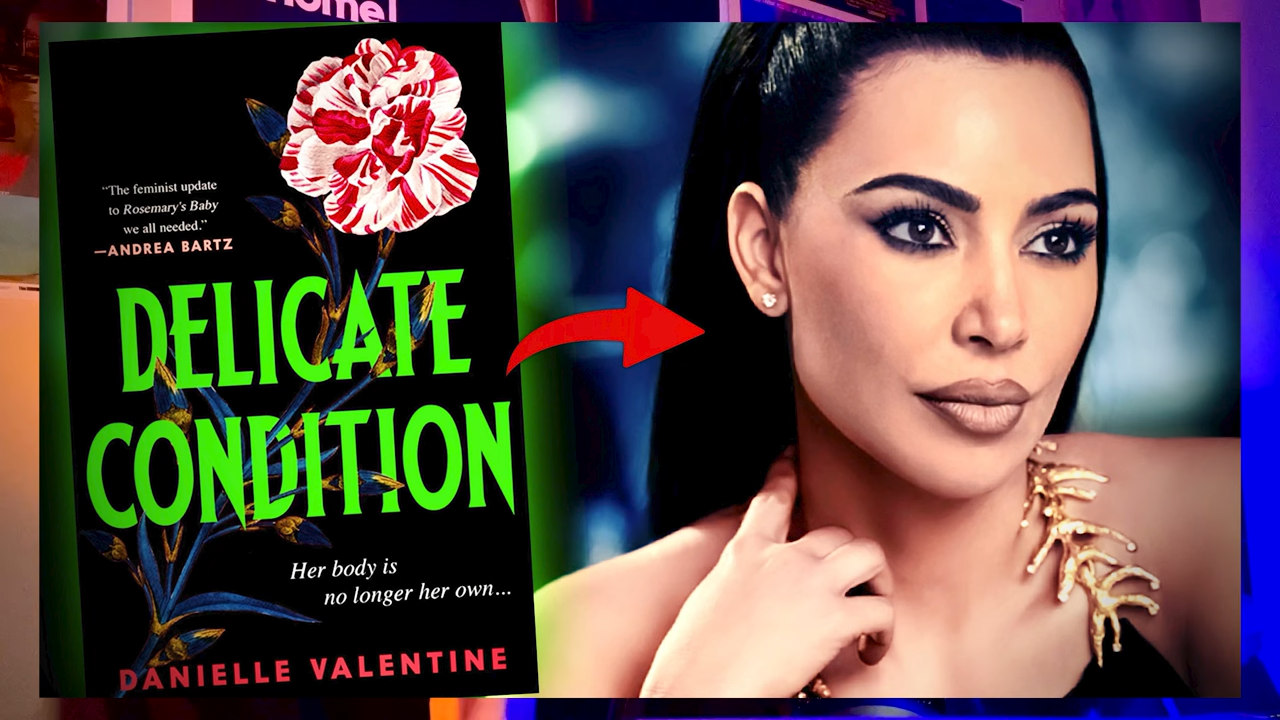 home!
“The feminist update
to Rosemary's Baby
we all needed.”
—ANDREA BARTZ
DELICATE
CONDITION
Her body is
no longer her own...
DANIELLE VALENTINE